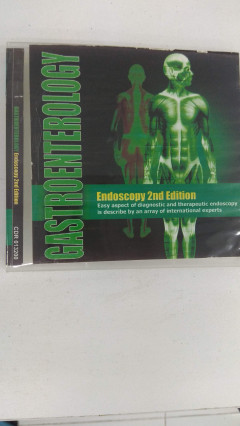 GASTROENTEROLOGY
Endoscopy 2nd Edition
Easy aspect of diagnostic and therapeutic endoscopy
is describe by an array of international experts
GASTROENTEROLOGY Endoscopy 2nd Edition